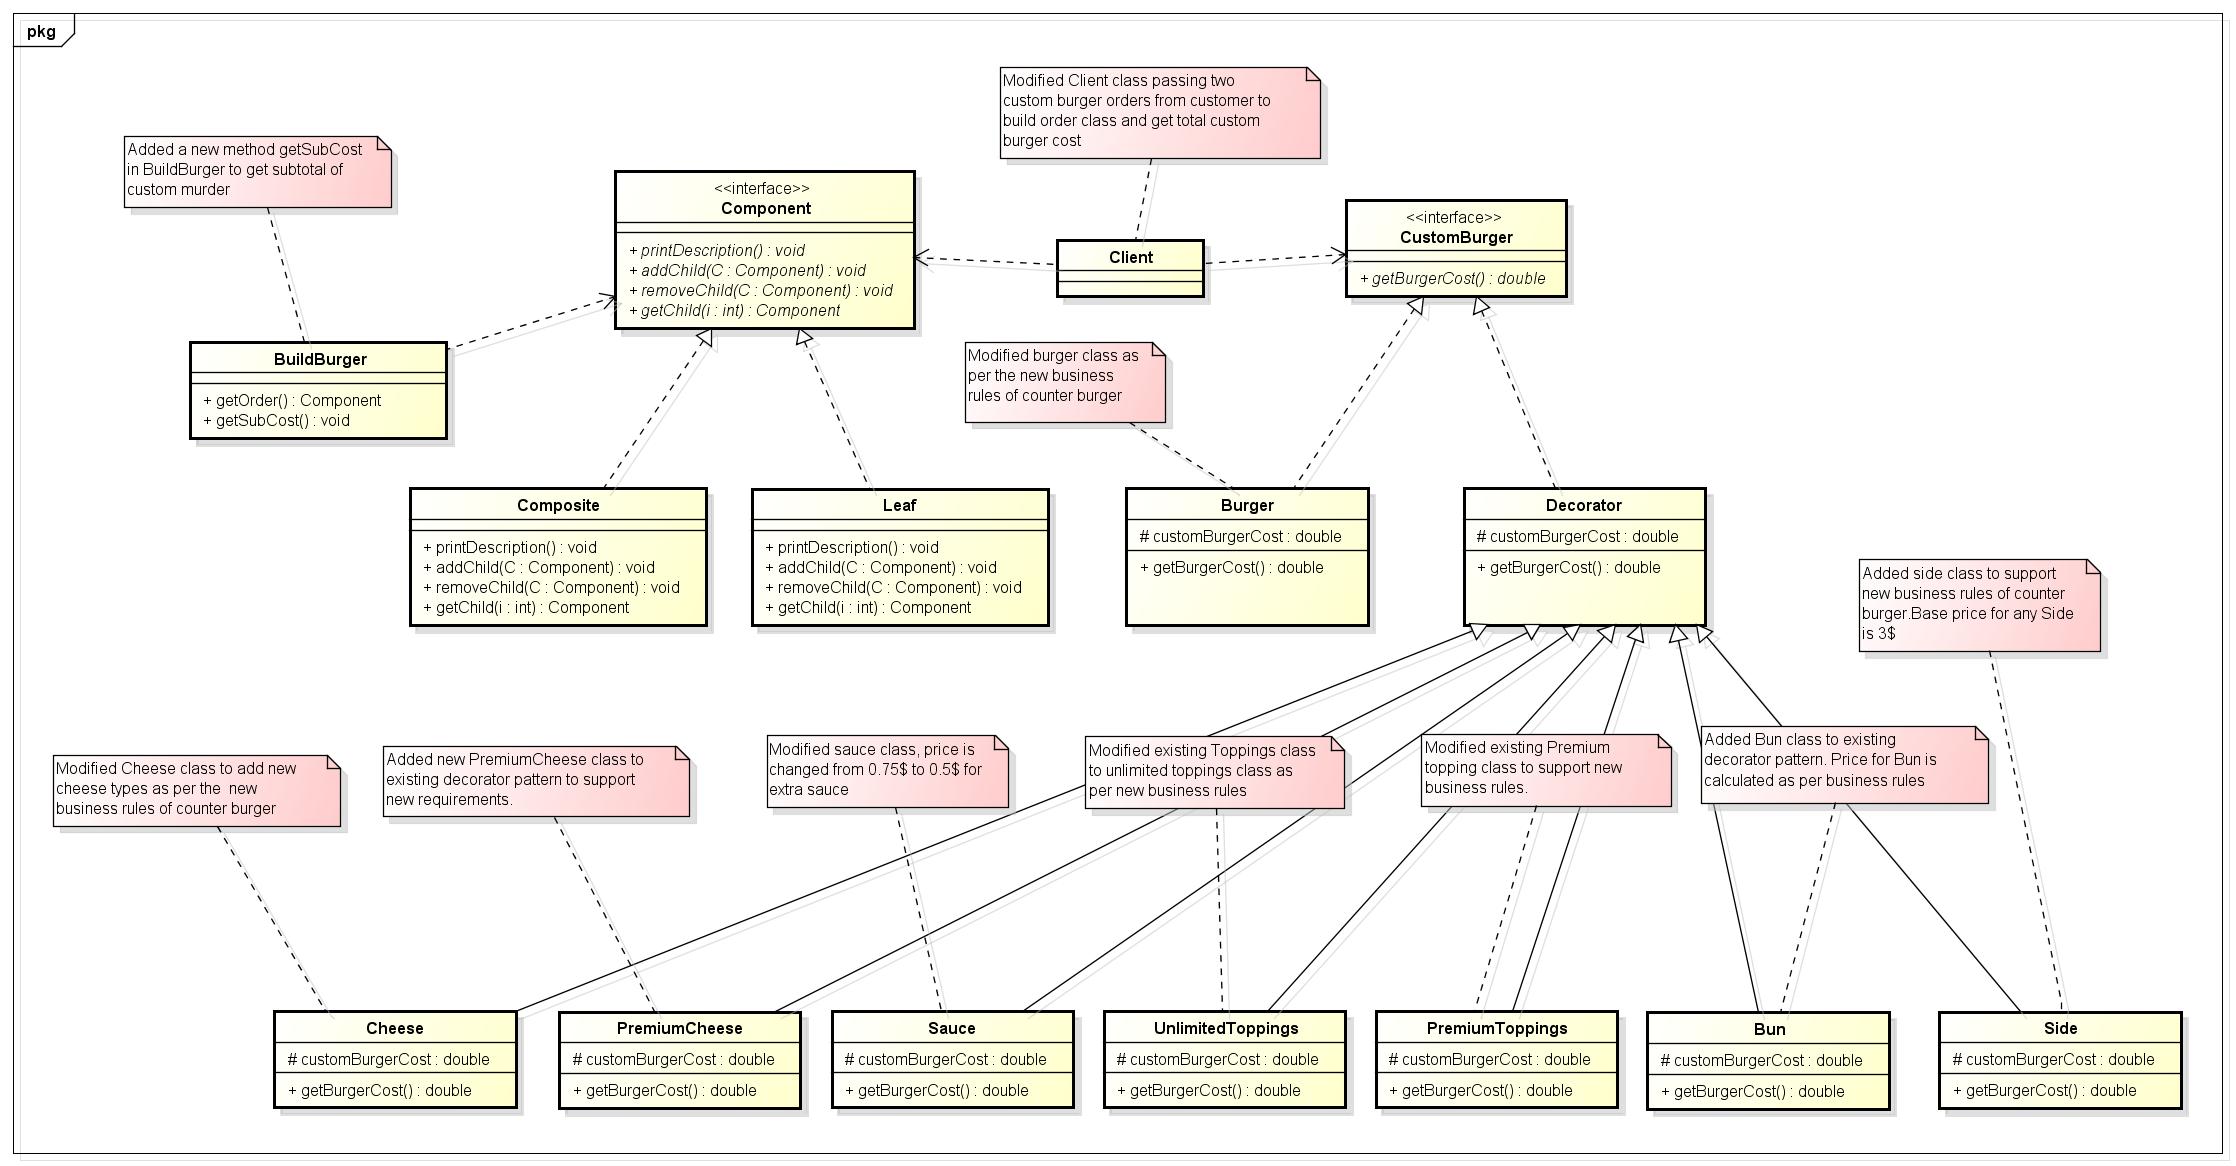 pkg
Modified Client class passing two
custom burger orders from customer to
build order class and get total custom
burger cost
Added a new method getSubCost
in BuildBurger to get subtotal of
custom murder
<<interface>>
Component
+ printDescription() : void
+ addChild(C : Component) : void
+ removeChild(C : Component) : void
+ getChild(i : int) : Component
Client
<<interface>>
CustomBurger
+ getBurgerCost() : double
BuildBurger
+ getOrder() : Component
+ getSubCost() : void
Modified burger class as
per the new business
rules of counter burger
Composite
+ printDescription() : void
+ addChild(C : Component) : void
+ removeChild(C : Component) : void
+ getChild(i : int) : Component
Leaf
+ printDescription() : void
+ addChild(C : Component) : void
+ removeChild(C : Component) : void
+ getChild(i : int) : Component
Burger
# customBurgerCost : double
+ getBurgerCost() : double
Decorator
# customBurgerCost : double
+ getBurgerCost() : double
Added side class to support
new business rules of counter
burger.Base price for any Side
is 3$
Modified Cheese class to add new
cheese types as per the  new
business rules of counter burger
Added new PremiumCheese class to
existing decorator pattern to support
new requirements.
Modified sauce class, price is
changed from 0.75$ to 0.5$ for
extra sauce
Modified existing Toppings class
to unlimited toppings class as
per new business rules
Modified existing Premium
topping class to support new
business rules.
Added Bun class to existing
decorator pattern. Price for Bun is
calculated as per business rules
Cheese
# customBurgerCost : double
+ getBurgerCost() : double
PremiumCheese
# customBurgerCost : double
+ getBurgerCost() : double
Sauce
# customBurgerCost : double
+ getBurgerCost() : double
UnlimitedToppings
# customBurgerCost : double
+ getBurgerCost() : double
PremiumToppings
# customBurgerCost : double
+ getBurgerCost() : double
Bun
# customBurgerCost : double
+ getBurgerCost() : double
Side
# customBurgerCost : double
+ getBurgerCost() : double